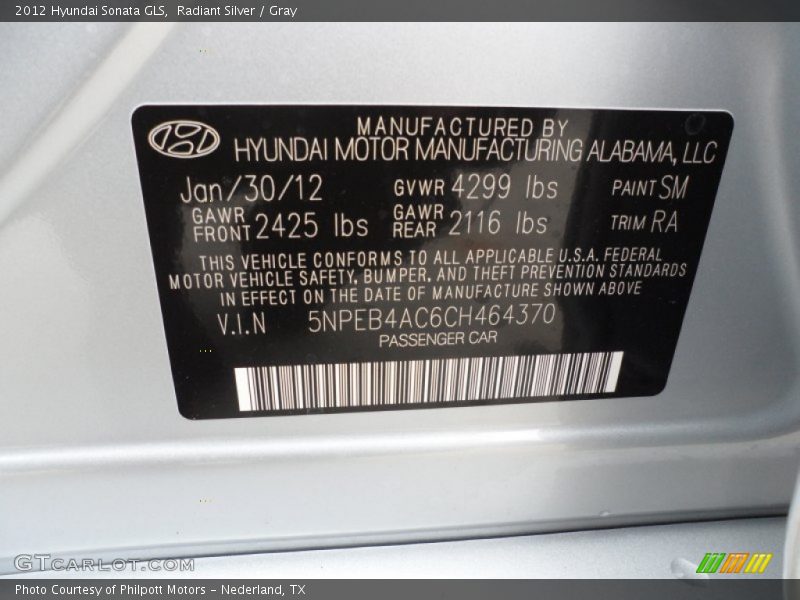 2012 Hyundai Sonata GLS, Radiant Silver / Gray
MANUFACTURED BY
HYUNDAI MOTOR MANUFACTURING ALABAMA, LLC
Jan/30/12 GVWR 4299 lbs PAINT SM
GAWR FRONT 2425 lbs GAWR REAR 2116 lbs TRIM RA
THIS VEHICLE CONFORMS TO ALL APPLICABLE U.S.A. FEDERAL
MOTOR VEHICLE SAFETY, BUMPER, AND THEFT PREVENTION STANDARDS
IN EFFECT ON THE DATE OF MANUFACTURE SHOWN ABOVE
V.I.N 5NPEB4AC6CH464370
PASSENGER CAR
GTCARLOT.COM
Photo Courtesy of Philpott Motors - Nederland, TX